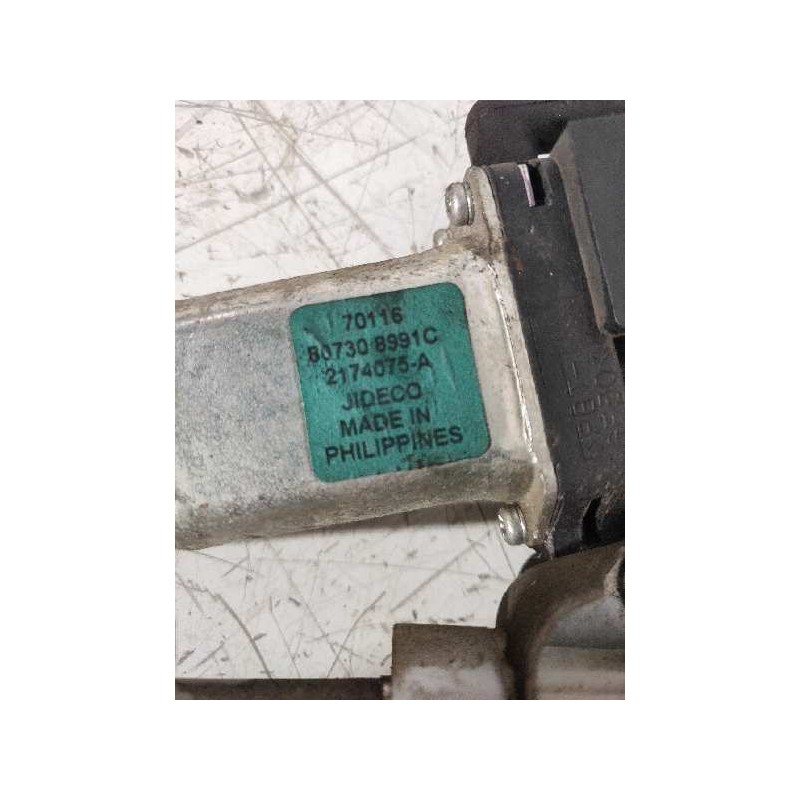 70116
80730 8991C
2174075-A
JIDECO
MADE IN
PHILIPPINES